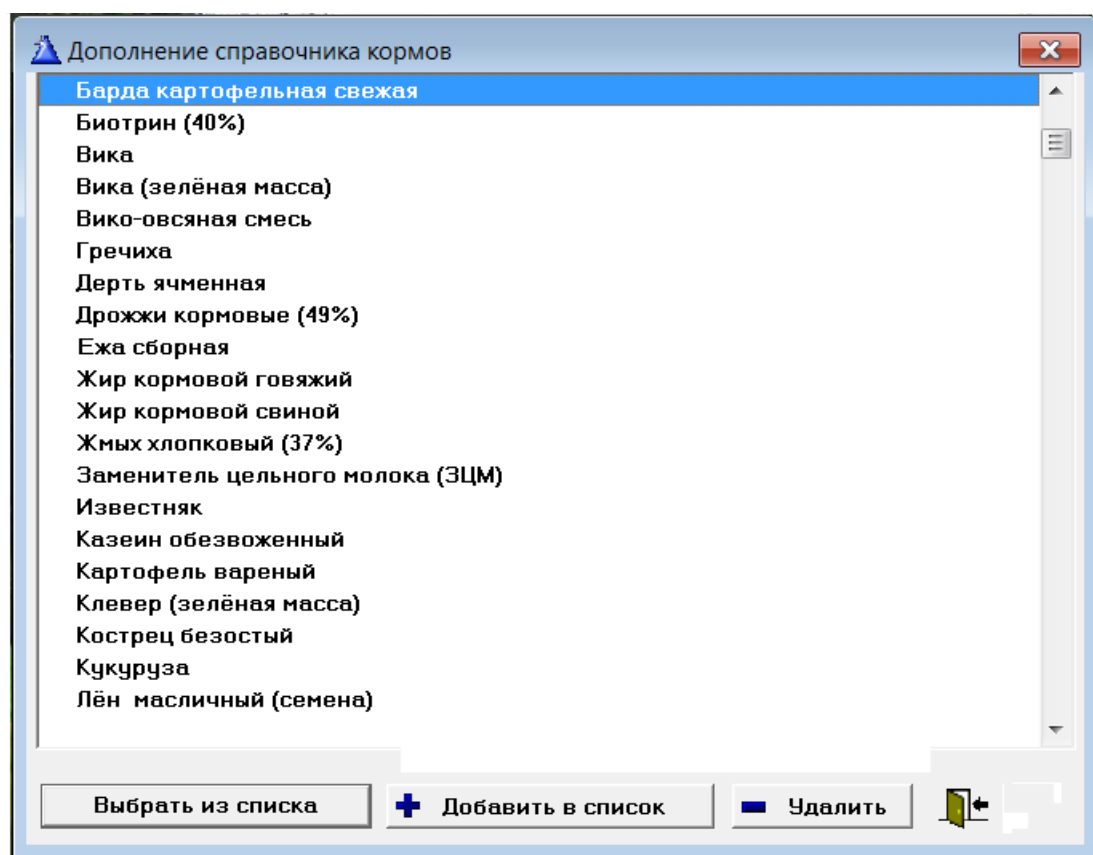 Дополнение справочника кормов
Барда картофельная свежая
Биотрин (40%)
Вика
Вика (зелёная масса)
Вико-овсяная смесь
Гречиха
Дерть ячменная
Дрожжи кормовые (49%)
Ежа сборная
Жир кормовой говяжий
Жир кормовой свиной
Жмых хлопковый (37%)
Заменитель цельного молока (ЗЦМ)
Известняк
Казеин обезвоженный
Картофель вареный
Клевер (зелёная масса)
Кострец безостый
Кукуруза
Лён  масличный (семена)
Выбрать из списка Добавить в список Удалить